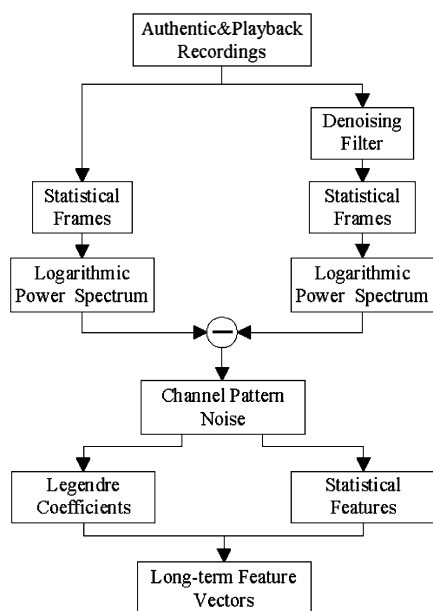 Authentic&Playback
Recordings
Denoising
Filter
Statistical
Frames
Statistical
Frames
Logarithmic
Power Spectrum
Logarithmic
Power Spectrum
Channel Pattern
Noise
Legendre
Coefficients
Statistical
Features
Long-term Feature
Vectors